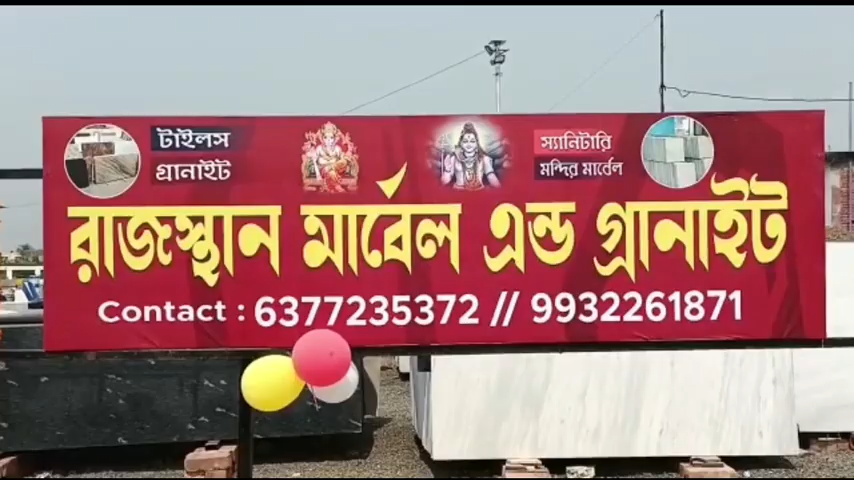 টাইলস
গ্রানাইট
স্যানিটারি
মন্দির মার্বেল
রাজস্থান মার্বেল এন্ড গ্রানাইট
Contact : 6377235372 // 9932261871